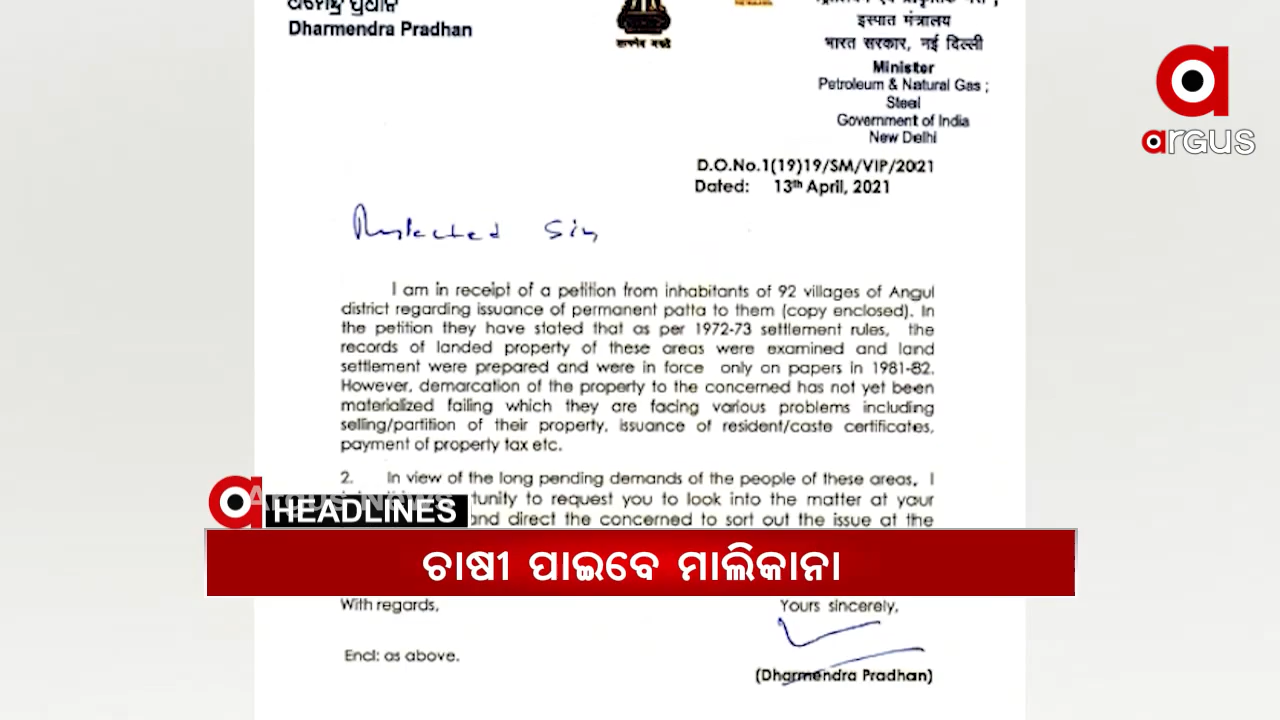 ଧର୍ମେନ୍ଦ୍ର ପ୍ରଧାନ
Dharmendra Pradhan
सत्यमेव जयते
इस्पात मंत्रालय
भारत सरकार, नई दिल्ली
Minister
Petroleum & Natural Gas ;
Steel
Government of India
New Delhi
argus
D.O.No.1(19)19/SM/VIP/2021
Dated: 13th April, 2021
Respected Sir,
I am in receipt of a petition from inhabitants of 92 villages of Angul
district regarding issuance of permanent patta to them (copy enclosed). In
the petition they have stated that as per 1972-73 settlement rules, the
records of landed property of these areas were examined and land
settlement were prepared and were in force only on papers in 1981-82.
However, demarcation of the property to the concerned has not yet been
materialized failing which they are facing various problems including
selling/partition of their property, issuance of resident/caste certificates,
payment of property tax etc.
2. In view of the long pending demands of the people of these areas, I
to request you to look into the matter at your
and direct the concerned to sort out the issue at the
ARGUS NEWS
HEADLINES
ଚାଷୀ ପାଇବେ ମାଲିକାନା
With regards,
Yours sincerely,
Encl: as above.
(Dharmendra Pradhan)